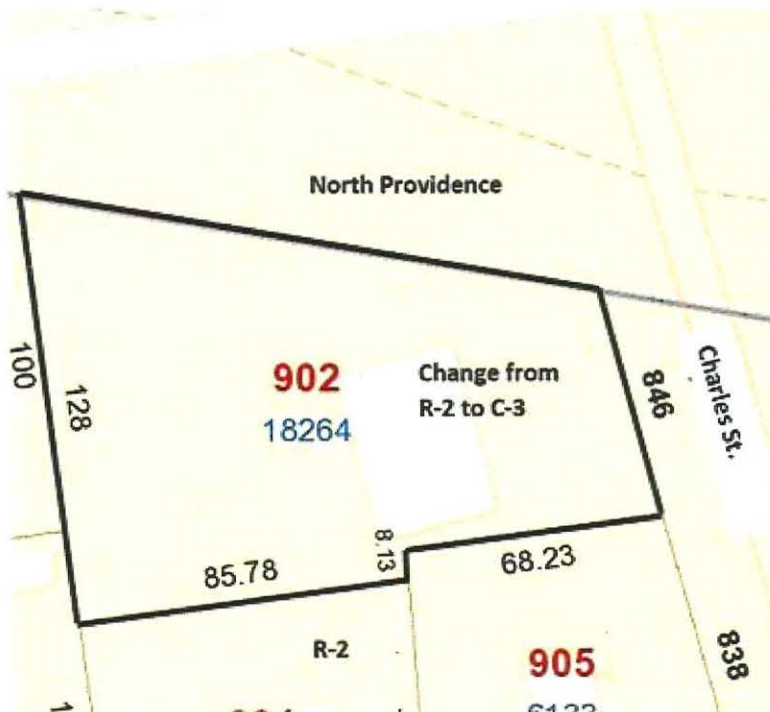 North Providence
902
18264
Change from
R-2 to C-3
100
128
846
Charles St.
8.13
85.78
68.23
R-2
905
838